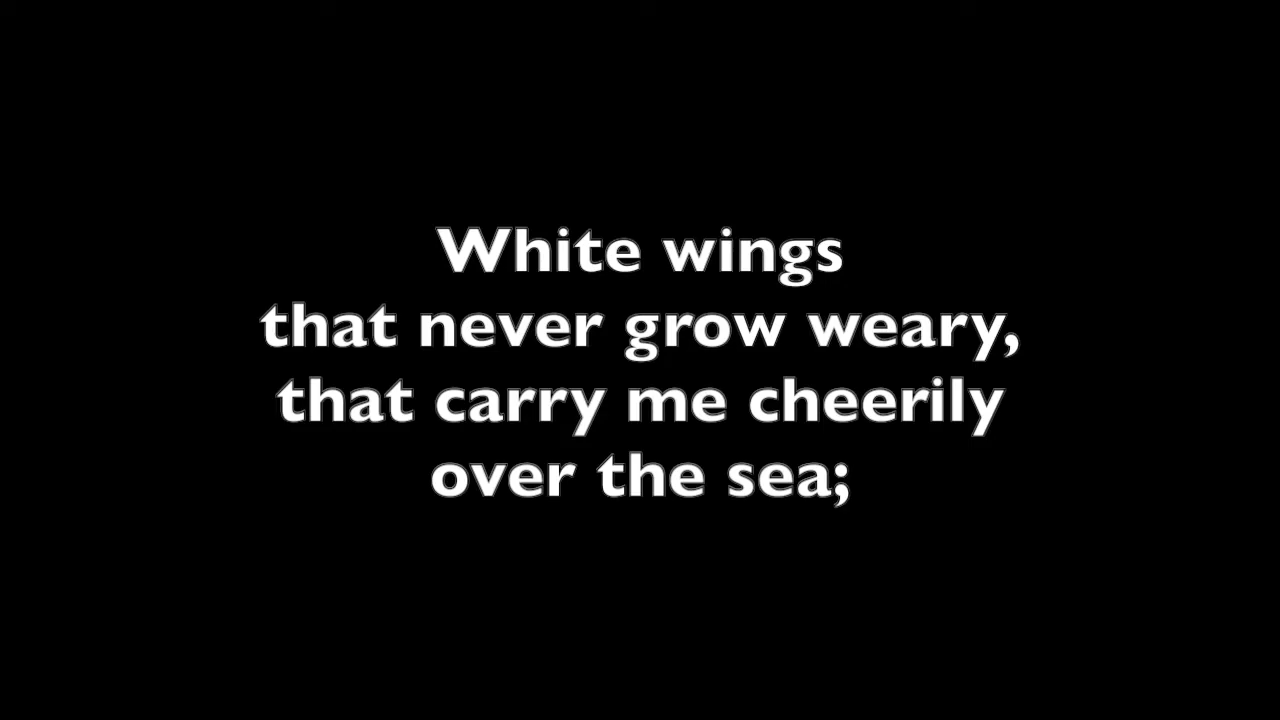 White wings
that never grow weary,
that carry me cheerily
over the sea;